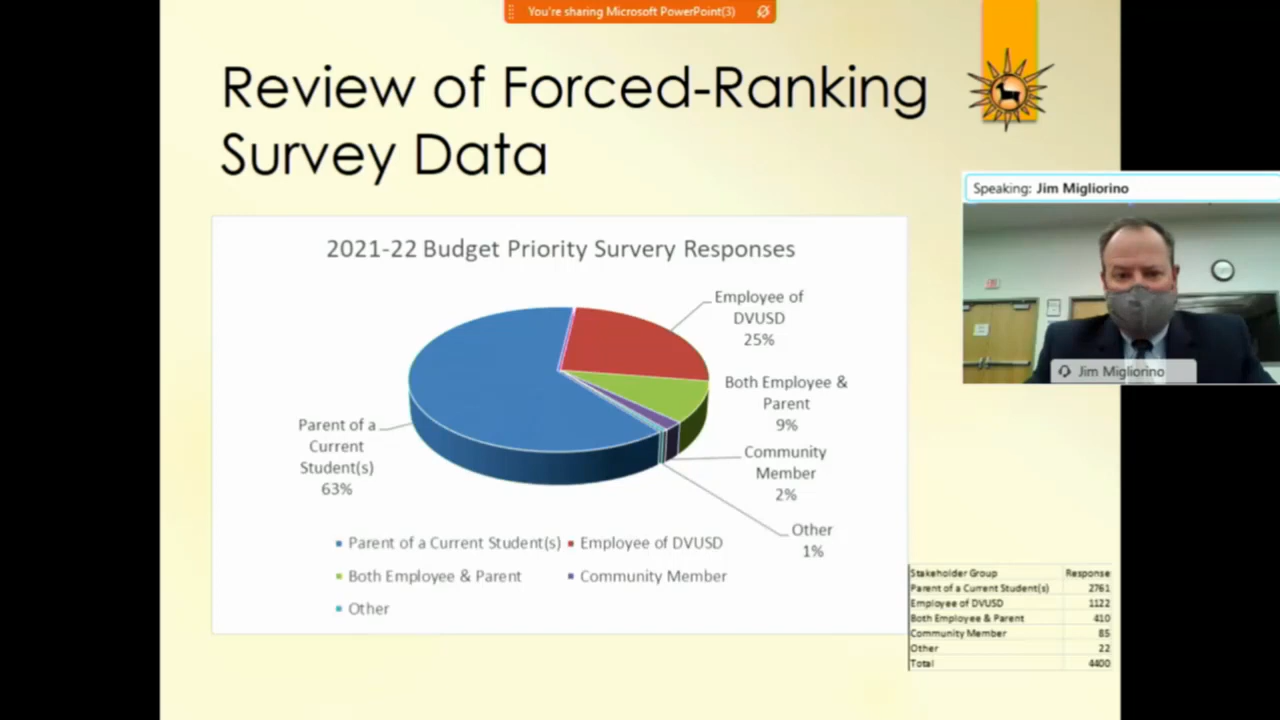 You're sharing Microsoft PowerPoint(3)
Review of Forced-Ranking
Survey Data
Speaking: Jim Migliorino
Jim Migliorino
2021-22 Budget Priority Survery Responses
Employee of
DVUSD
25%
Both Employee &
Parent
9%
Community
Member
2%
Other
1%
Parent of a
Current
Student(s)
63%
Parent of a Current Student(s) Employee of DVUSD
Both Employee & Parent Community Member
Other
Stakeholder Group Response
Parent of a Current Student(s) 2761
Employee of DVUSD 1122
Both Employee & Parent 410
Community Member 85
Other 22
Total 4400